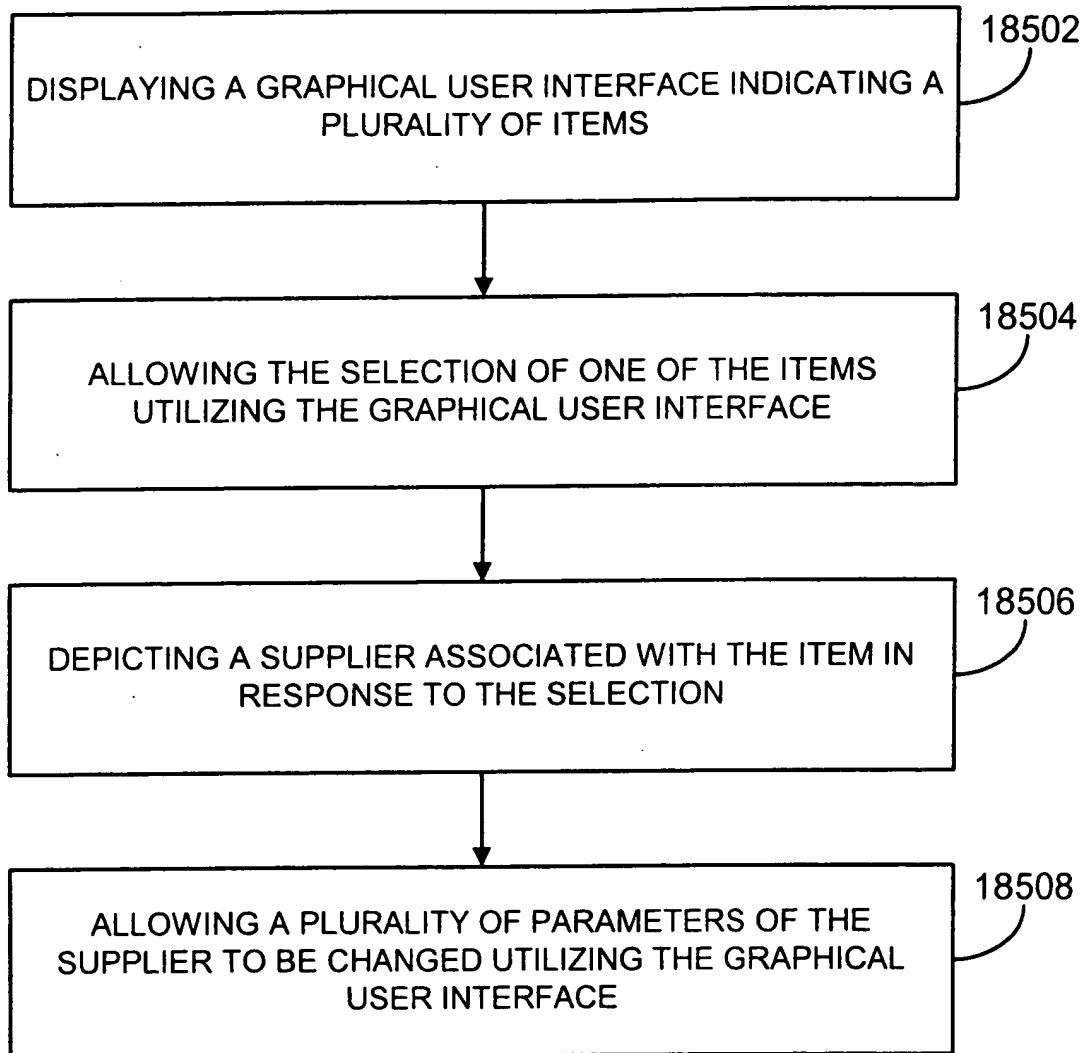 18502
DISPLAYING A GRAPHICAL USER INTERFACE INDICATING A
PLURALITY OF ITEMS
18504
ALLOWING THE SELECTION OF ONE OF THE ITEMS
UTILIZING THE GRAPHICAL USER INTERFACE
18506
DEPICTING A SUPPLIER ASSOCIATED WITH THE ITEM IN
RESPONSE TO THE SELECTION
18508
ALLOWING A PLURALITY OF PARAMETERS OF THE
SUPPLIER TO BE CHANGED UTILIZING THE GRAPHICAL
USER INTERFACE